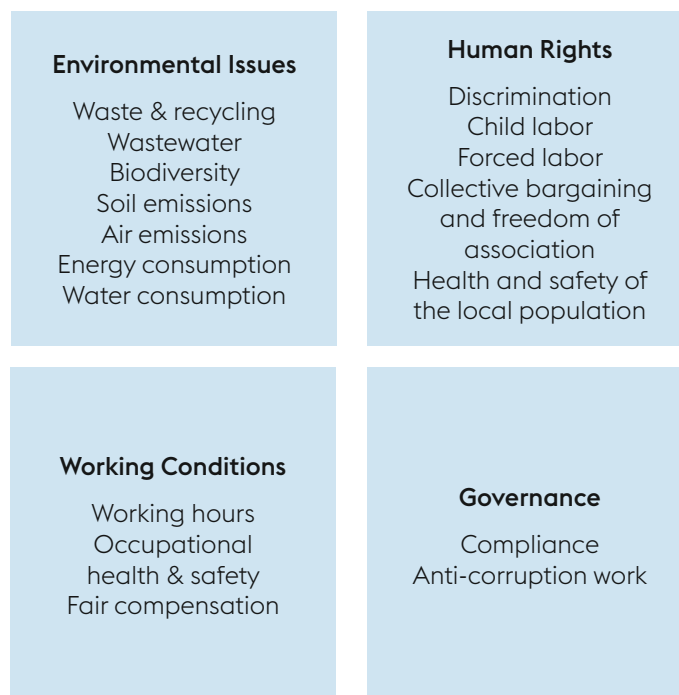 Environmental Issues
Waste & recycling
Wastewater
Biodiversity
Soil emissions
Air emissions
Energy consumption
Water consumption
Human Rights
Discrimination
Child labor
Forced labor
Collective bargaining
and freedom of
association
Health and safety of
the local population
Working Conditions
Working hours
Occupational
health & safety
Fair compensation
Governance
Compliance
Anti-corruption work